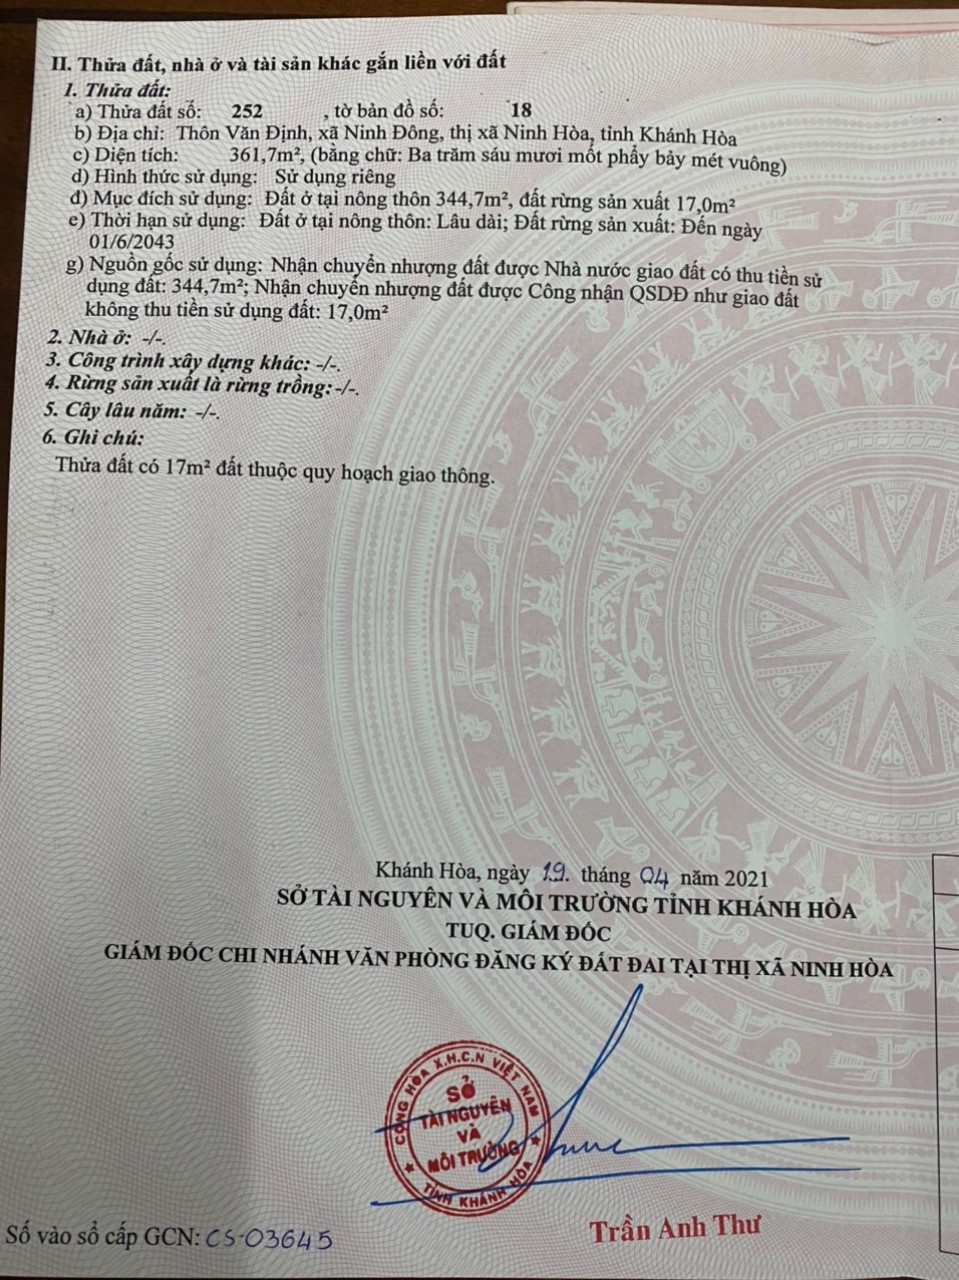 II. Thửa đất, nhà ở và tài sản khác gắn liền với đất
1. Thửa đất:
a) Thửa đất số: 252 , tờ bản đồ số: 18
b) Địa chỉ: Thôn Văn Định, xã Ninh Đông, thị xã Ninh Hòa, tỉnh Khánh Hòa
c) Diện tích: 361,7m², (bằng chữ: Ba trăm sáu mươi mốt phẩy bảy mét vuông)
d) Hình thức sử dụng: Sử dụng riêng
đ) Mục đích sử dụng: Đất ở tại nông thôn 344,7m², đất rừng sản xuất 17,0m²
e) Thời hạn sử dụng: Đất ở tại nông thôn: Lâu dài; Đất rừng sản xuất: Đến ngày
01/6/2043
g) Nguồn gốc sử dụng: Nhận chuyển nhượng đất được Nhà nước giao đất có thu tiền sử
dụng đất: 344,7m²; Nhận chuyển nhượng đất được Công nhận QSDĐ như giao đất
không thu tiền sử dụng đất: 17,0m²
2. Nhà ở: -/-.
3. Công trình xây dựng khác: -/-.
4. Rừng sản xuất là rừng trồng: -/-.
5. Cây lâu năm: -/-.
6. Ghi chú:
Thửa đất có 17m² đất thuộc quy hoạch giao thông.
Khánh Hòa, ngày 19. tháng 04 năm 2021
SỞ TÀI NGUYÊN VÀ MÔI TRƯỜNG TỈNH KHÁNH HÒA
TUQ. GIÁM ĐỐC
GIÁM ĐỐC CHI NHÁNH VĂN PHÒNG ĐĂNG KÝ ĐẤT ĐAI TẠI THỊ XÃ NINH HÒA
CỘNG HÒA X.H.C.N VIỆT NAM
SỞ
TÀI NGUYÊN
VÀ
MÔI TRƯỜNG
TỈNH KHÁNH HÒA
Trần Anh Thư
Số vào sổ cấp GCN: CS-03645